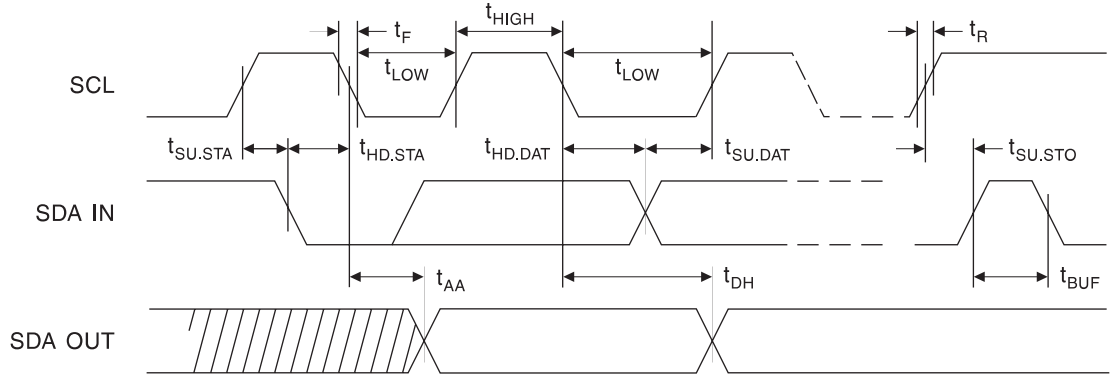 t_HIGH
t_F
t_R
t_LOW
t_LOW
SCL
t_SU.STA
t_HD.STA
t_HD.DAT
t_SU.DAT
t_SU.STO
SDA IN
t_AA
t_DH
t_BUF
SDA OUT